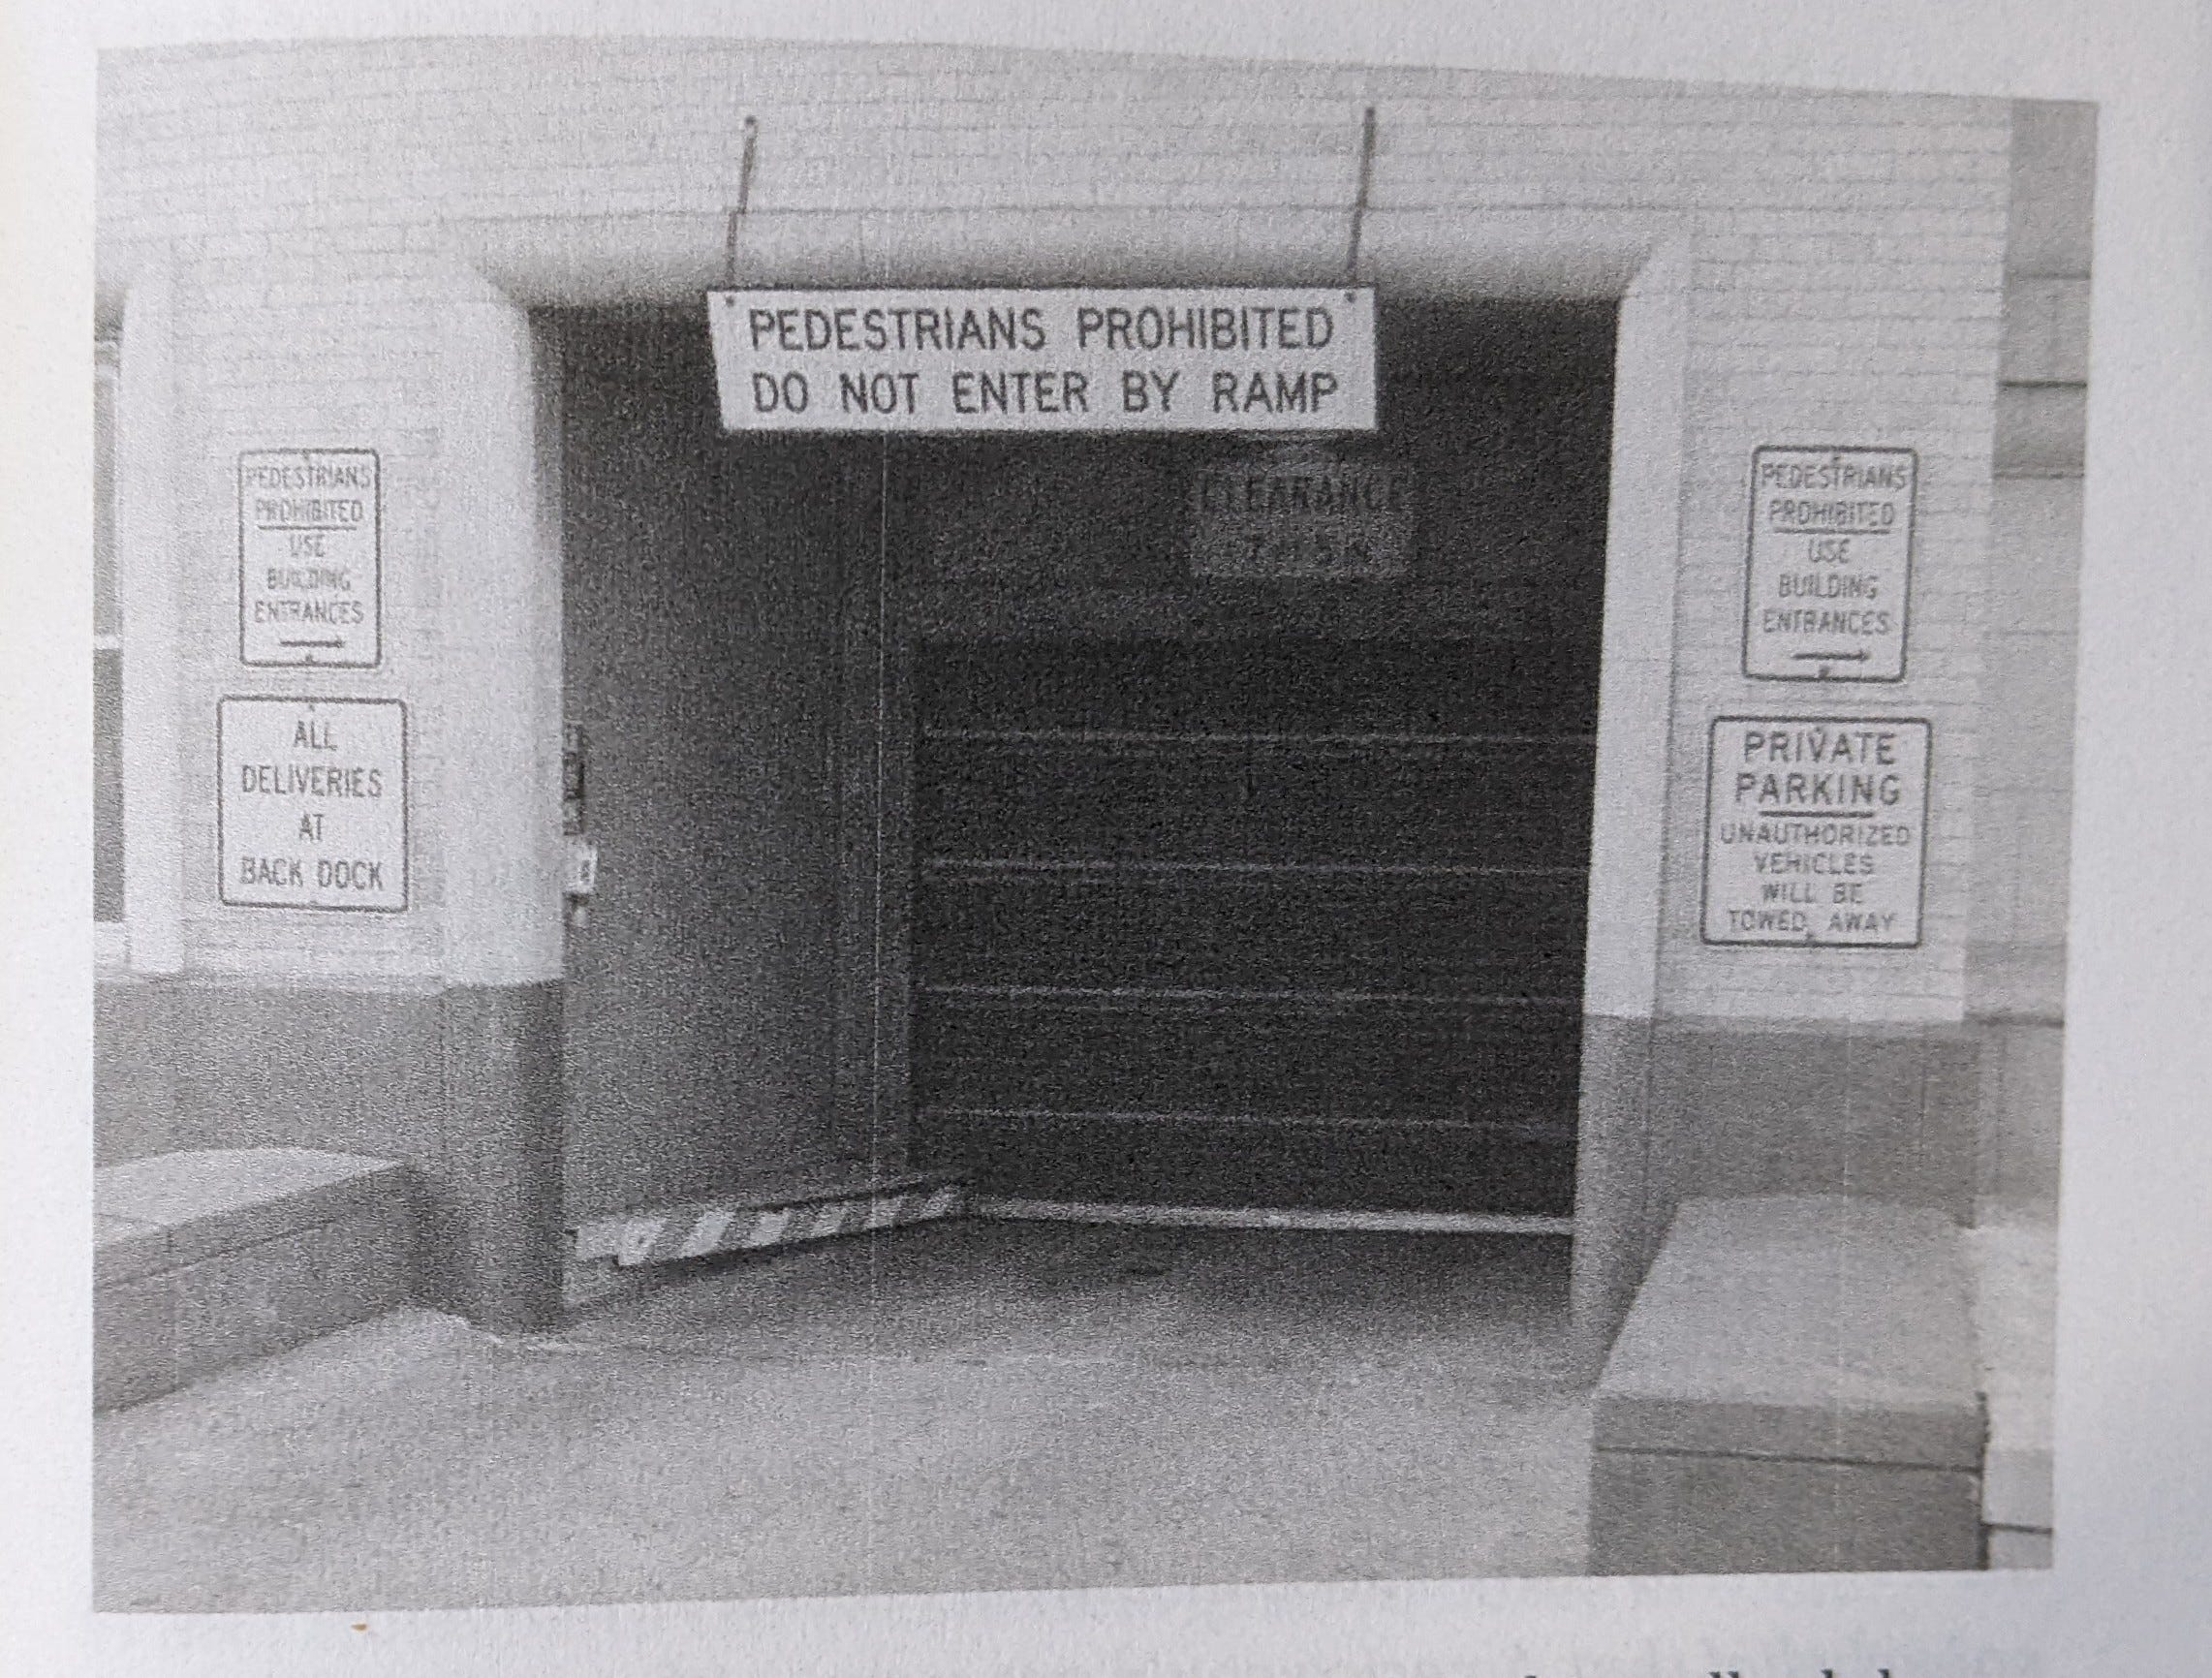 PEDESTRIANS PROHIBITED
DO NOT ENTER BY RAMP
CLEARANCE
PEDESTRIANS
PROHIBITED
USE
BUILDING
ENTRANCES
ALL
DELIVERIES
AT
BACK DOCK
PEDESTRIANS
PROHIBITED
USE
BUILDING
ENTRANCES
PRIVATE
PARKING
UNAUTHORIZED
VEHICLES
WILL BE
TOWED AWAY